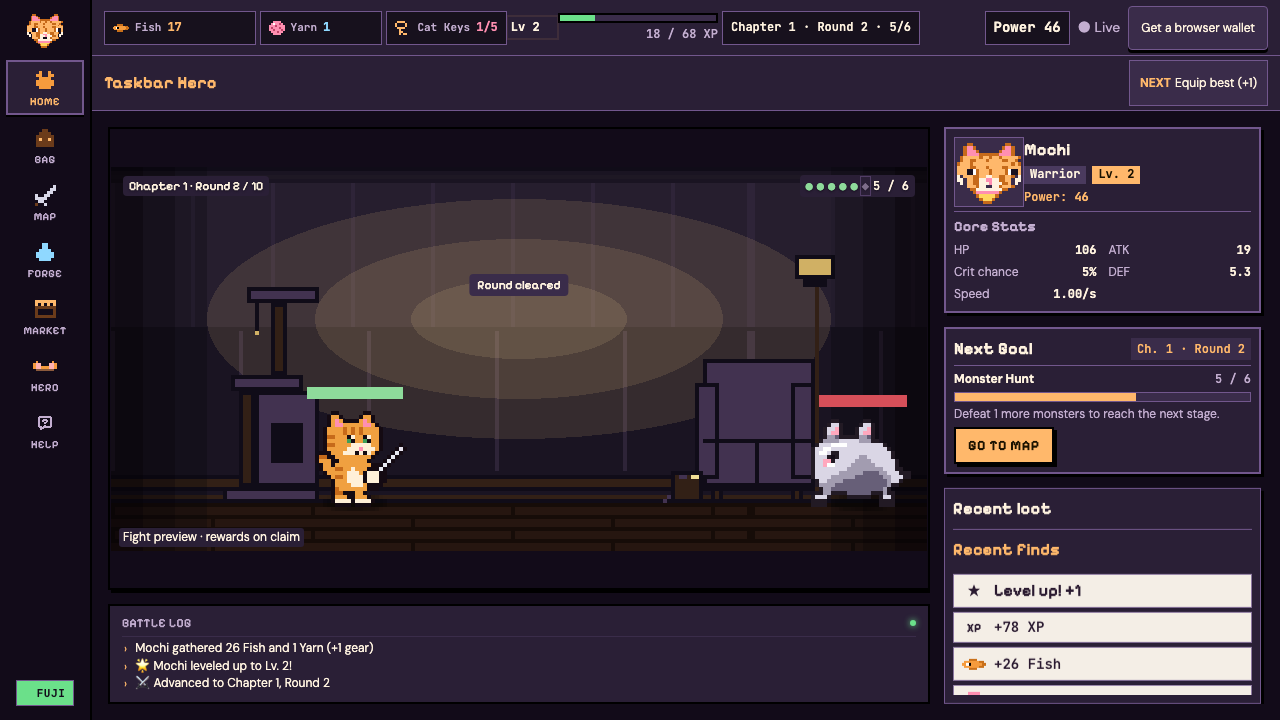 Fish 17
Yarn 1
Cat Keys 1/5
Lv 2
18 / 68 XP
Chapter 1 · Round 2 · 5/6
Power 46
Live
Get a browser wallet
HOME
BAG
MAP
FORGE
MARKET
HERO
HELP
FUJI
Taskbar Hero
NEXT Equip best (+1)
Chapter 1 · Round 2 / 10
5 / 6
Round cleared
Fight preview · rewards on claim
BATTLE LOG
› Mochi gathered 26 Fish and 1 Yarn (+1 gear)
› 🌟 Mochi leveled up to Lv. 2!
› ⚔️ Advanced to Chapter 1, Round 2
Mochi
Warrior Lv. 2
Power: 46
Core Stats
HP 106 ATK 19
Crit chance 5% DEF 5.3
Speed 1.00/s
Next Goal
Ch. 1 · Round 2
Monster Hunt 5 / 6
Defeat 1 more monsters to reach the next stage.
GO TO MAP
Recent loot
Recent Finds
★ Level up! +1
XP +78 XP
+26 Fish